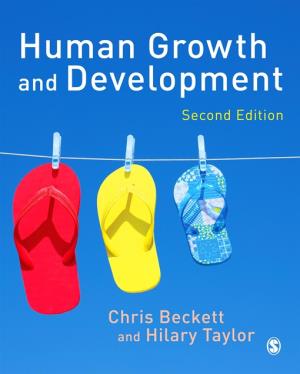 Human Growth
and Development
Second Edition
Chris Beckett
and Hilary Taylor
S